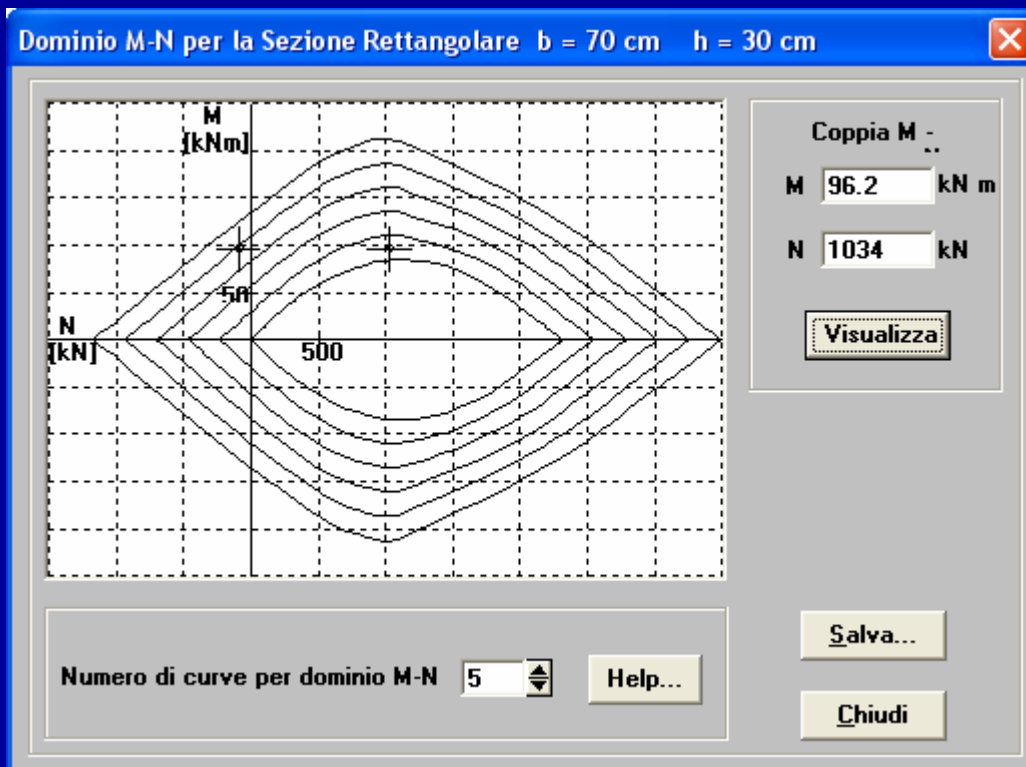 Dominio M-N per la Sezione Rettangolare b = 70 cm h = 30 cm
M
[kNm]
50
N
[kN]
500
Coppia M -
M 96.2 kN m
N 1034 kN
Visualizza
Numero di curve per dominio M-N 5 Help...
Salva...
Chiudi